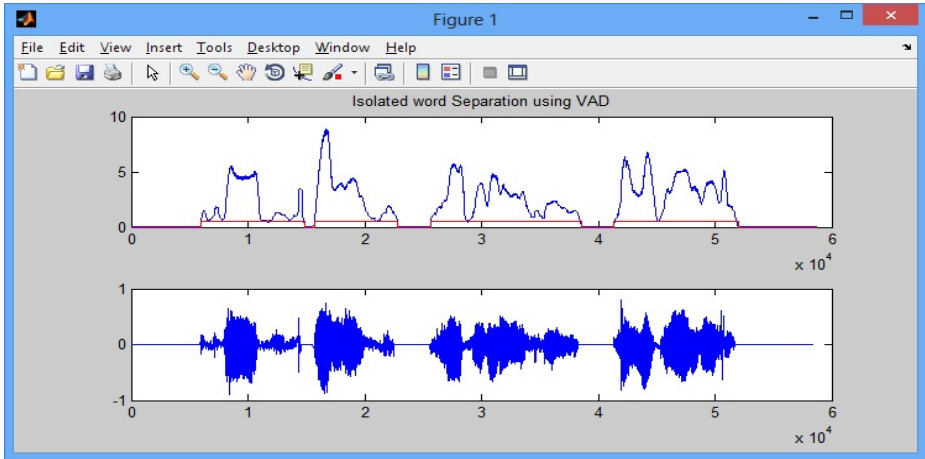 Figure 1
File Edit View Insert Tools Desktop Window Help
Isolated word Separation using VAD
10
5
0
0 1 2 3 4 5 6
x 10^4
1
0
-1
0 1 2 3 4 5 6
x 10^4